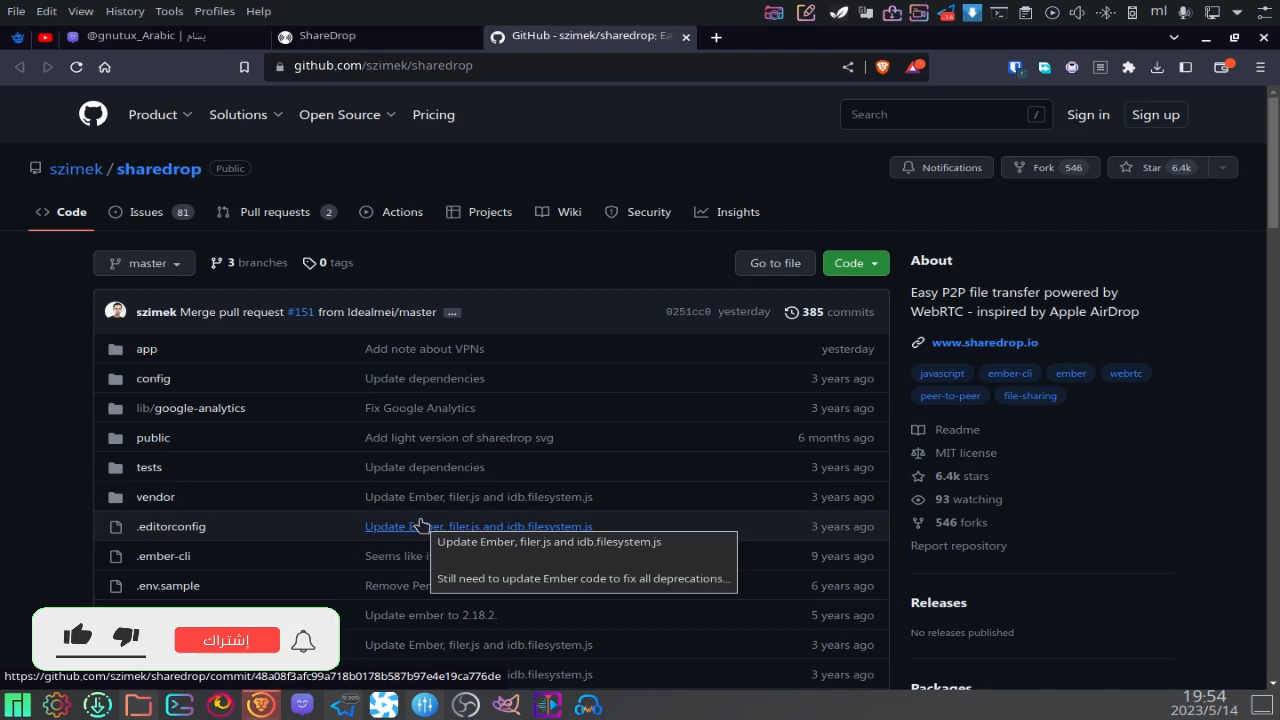 File Edit View History Tools Profiles Help
ml
@gnutux_Arabic | بسام
ShareDrop
GitHub - szimek/sharedrop: Ea
github.com/szimek/sharedrop
Product Solutions Open Source Pricing
Search /
Sign in
Sign up
szimek / sharedrop Public
Notifications
Fork 546
Star 6.4k
Code
Issues 81
Pull requests 2
Actions
Projects
Wiki
Security
Insights
master
3 branches
0 tags
Go to file
Code
About
Easy P2P file transfer powered by
WebRTC - inspired by Apple AirDrop
www.sharedrop.io
javascript ember-cli ember webrtc
peer-to-peer file-sharing
Readme
MIT license
6.4k stars
93 watching
546 forks
Report repository
Releases
No releases published
Packages
szimek Merge pull request #151 from Idealmei/master ... 0251cc0 yesterday 385 commits
app Add note about VPNs yesterday
config Update dependencies 3 years ago
lib/google-analytics Fix Google Analytics 3 years ago
public Add light version of sharedrop svg 6 months ago
tests Update dependencies 3 years ago
vendor Update Ember, filer.js and idb.filesystem.js 3 years ago
.editorconfig Update Ember, filer.js and idb.filesystem.js 3 years ago
Update Ember, filer.js and idb.filesystem.js
Still need to update Ember code to fix all deprecations...
.ember-cli Seems like 9 years ago
.env.sample Remove 6 years ago
Update ember to 2.18.2. 5 years ago
Update Ember, filer.js and idb.filesystem.js 3 years ago
idb.filesystem.js 3 years ago
إشتراك
https://github.com/szimek/sharedrop/commit/48a08f3afc99a718b0178b587b97e4e19ca776de
19:54
2023/5/14